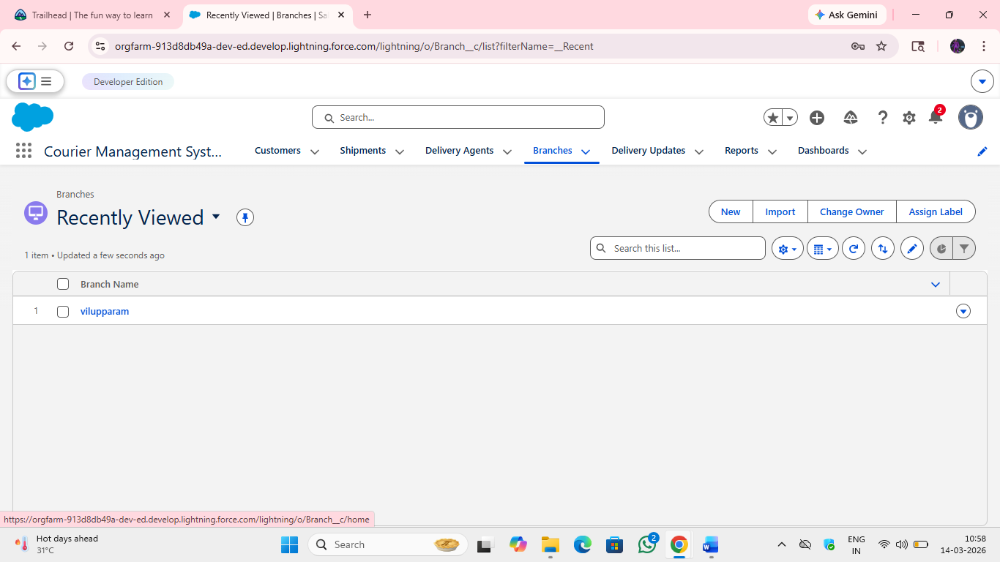 Trailhead | The fun way to learn
Recently Viewed | Branches | Sal
Ask Gemini
orgfarm-913d8db49a-dev-ed.develop.lightning.force.com/lightning/o/Branch__c/list?filterName=__Recent
Developer Edition
Search...
2
Courier Management Syst...
Customers
Shipments
Delivery Agents
Branches
Delivery Updates
Reports
Dashboards
Branches
Recently Viewed
New
Import
Change Owner
Assign Label
1 item • Updated a few seconds ago
Search this list...
Branch Name
1
vilupparam
https://orgfarm-913d8db49a-dev-ed.develop.lightning.force.com/lightning/o/Branch__c/home
Hot days ahead
31°C
Search
2
ENG
IN
10:58
14-03-2026